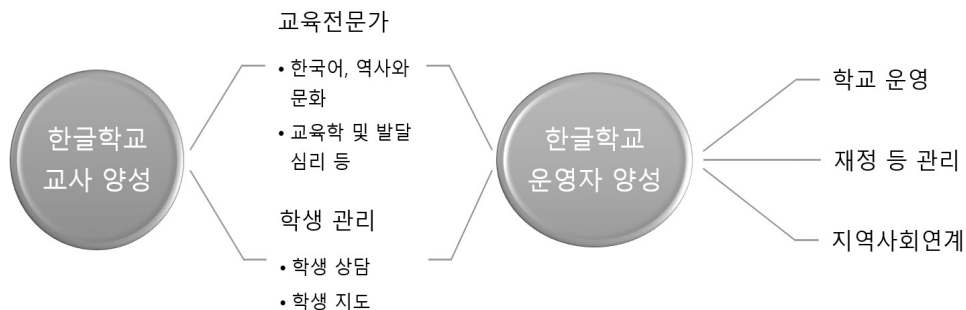 한글학교
교사 양성
교육전문가
• 한국어, 역사와
문화
• 교육학 및 발달
심리 등
학생 관리
• 학생 상담
• 학생 지도
한글학교
운영자 양성
학교 운영
재정 등 관리
지역사회연계